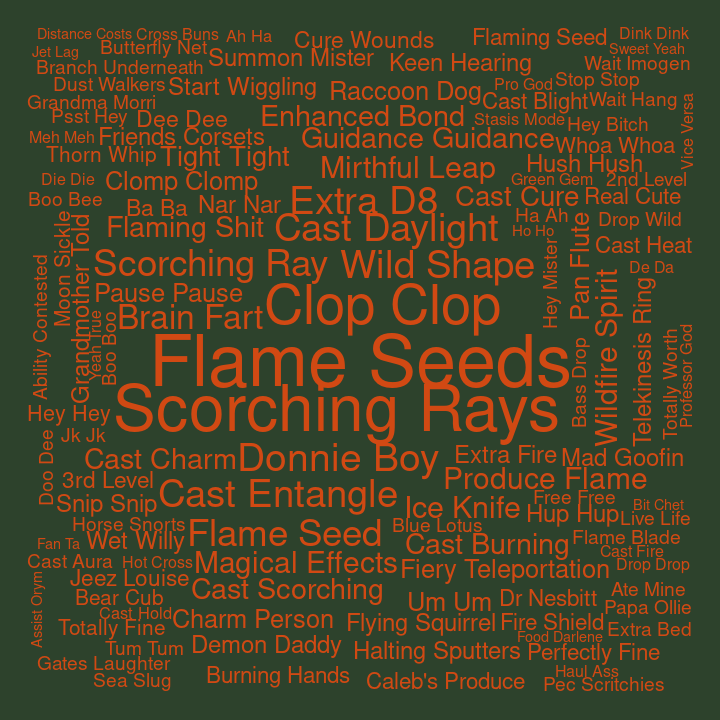 Distance Costs
Cross Buns
Ah Ha
Cure Wounds
Flaming Seed
Dink Dink
Jet Lag
Butterfly Net
Summon Mister
Keen Hearing
Sweet Yeah
Branch Underneath
Wait Imogen
Dust Walkers
Start Wiggling
Raccoon Dog
Pro God
Stop Stop
Grandma Morri
Cast Blight
Wait Hang
Psst Hey
Dee Dee
Enhanced Bond
Stasis Mode
Hey Bitch
Vice Versa
Meh Meh
Friends Corsets
Guidance Guidance
Whoa Whoa
Thorn Whip
Tight Tight
Mirthful Leap
Hush Hush
Die Die
Clomp Clomp
Green Gem
2nd Level
Boo Bee
Ba Ba
Nar Nar
Extra D8
Cast Cure
Real Cute
Moon Sickle
Grandmother Told
Flaming Shit
Cast Daylight
Ha Ah
Ho Ho
Pan Flute
Drop Wild
Cast Heat
Hey Mister
Scorching Ray
Wild Shape
De Da
Ability Contested
Pause Pause
Clop Clop
Wildfire Spirit
Telekinesis Ring
Yeah True
Boo Boo
Brain Fart
Flame Seeds
Bass Drop
Totally Worth
Professor God
Scorching Rays
Hey Hey
Jk Jk
Doo Dee
Cast Charm
Donnie Boy
Extra Fire
Mad Goofin
3rd Level
Cast Entangle
Produce Flame
Snip Snip
Ice Knife
Free Free
Hup Hup
Bit Chet
Live Life
Horse Snorts
Flame Seed
Blue Lotus
Fan Ta
Wet Willy
Cast Burning
Flame Blade
Cast Fire
Cast Aura
Hot Cross
Magical Effects
Fiery Teleportation
Drop Drop
Assist Orym
Jeez Louise
Cast Scorching
Ate Mine
Bear Cub
Um Um
Dr Nesbitt
Papa Ollie
Cast Hold
Charm Person
Flying Squirrel
Fire Shield
Totally Fine
Food Darlene
Extra Bed
Tum Tum
Demon Daddy
Halting Sputters
Perfectly Fine
Gates Laughter
Burning Hands
Caleb's Produce
Haul Ass
Sea Slug
Pec Scritchies